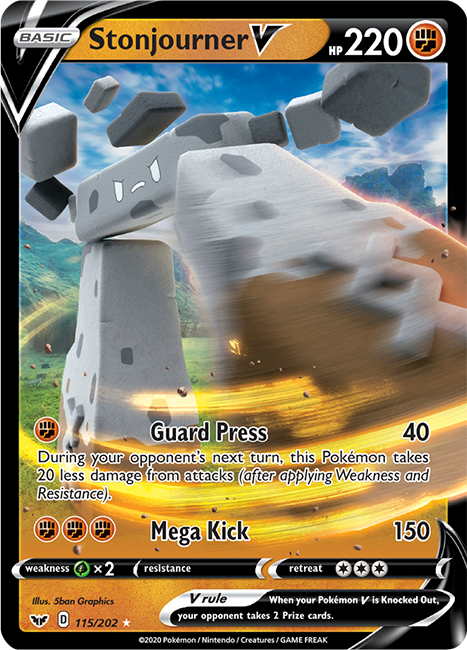 BASIC Stonjourner V HP 220
Guard Press 40
During your opponent's next turn, this Pokémon takes
20 less damage from attacks (after applying Weakness and
Resistance).
Mega Kick 150
weakness ×2 resistance retreat
Illus. 5ban Graphics
V rule When your Pokémon V is Knocked Out,
your opponent takes 2 Prize cards.
D 115/202
©2020 Pokémon / Nintendo / Creatures / GAME FREAK